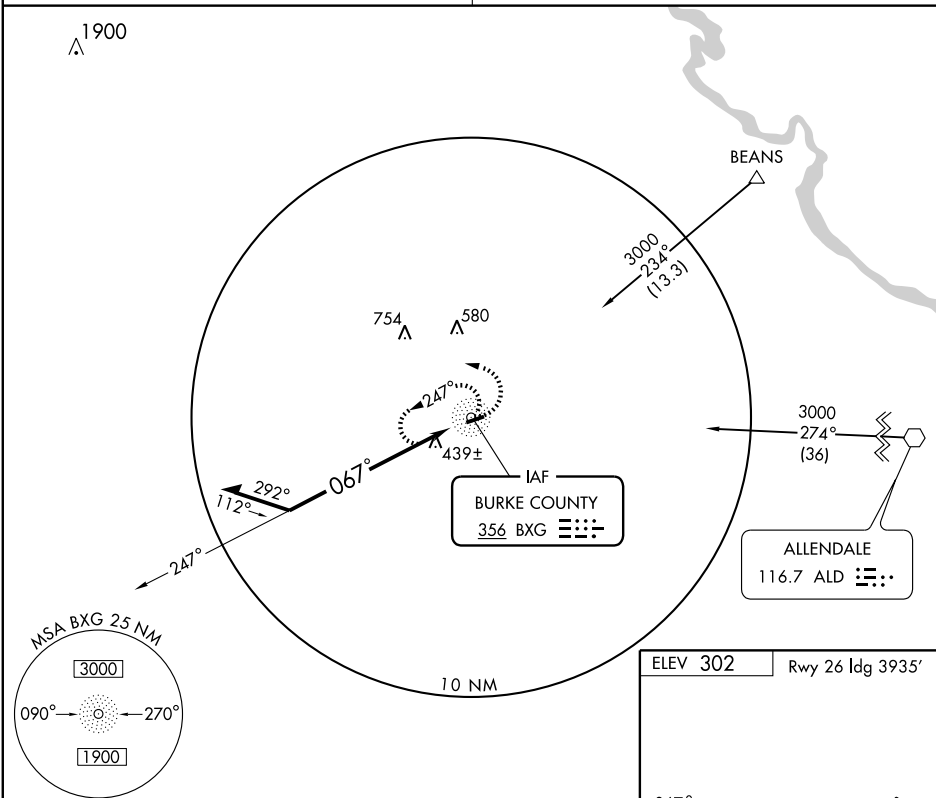 1900
BEANS
3000
234°
(13.3)
754
580
247°
439±
3000
274°
(36)
067°
292°
112°
IAF
BURKE COUNTY
356 BXG
247°
ALLENDALE
116.7 ALD
MSA BXG 25 NM
3000
090°
270°
1900
10 NM
ELEV 302
Rwy 26 ldg 3935'